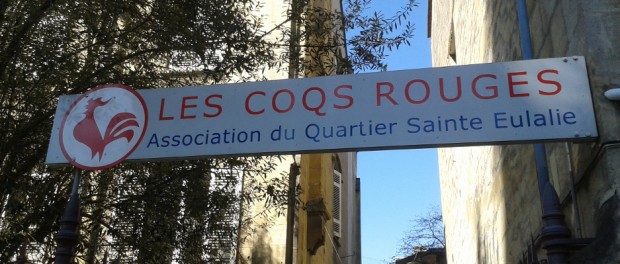 LES COQS ROUGES
Association du Quartier Sainte Eulalie